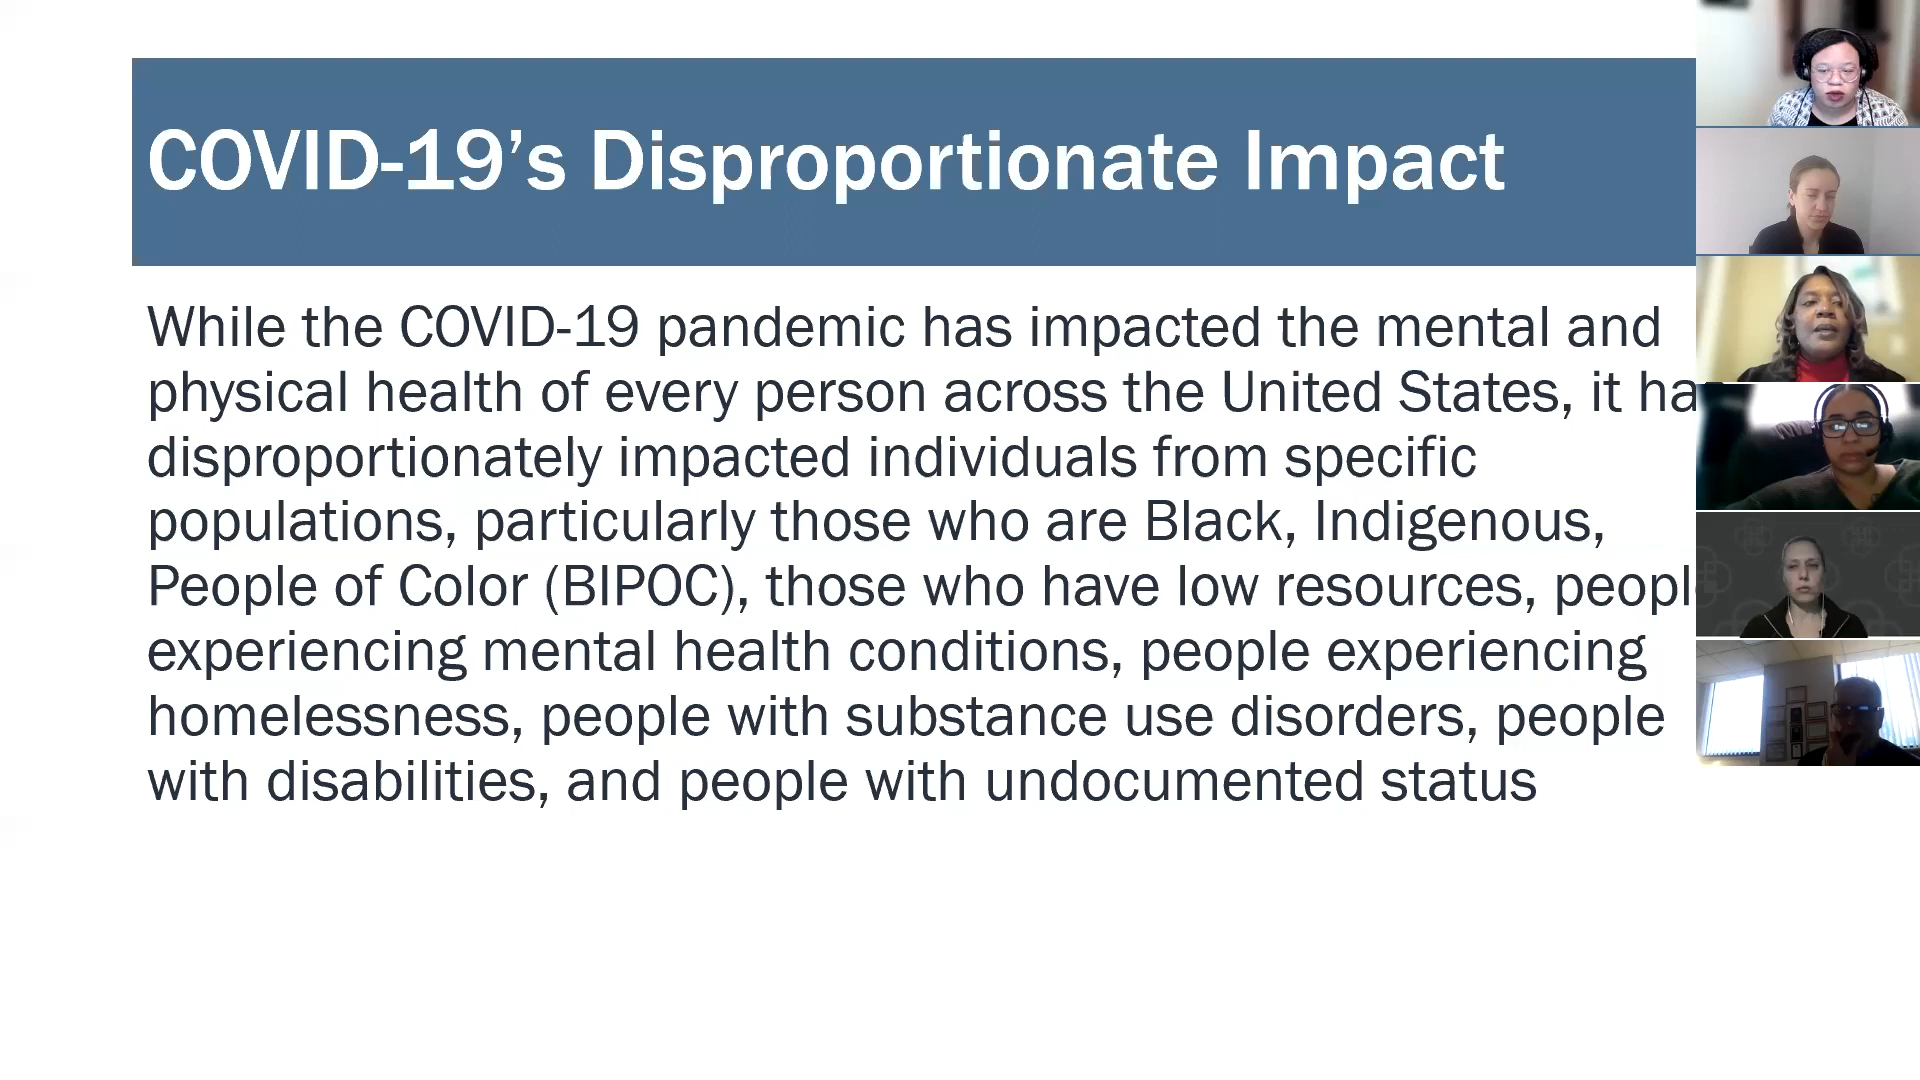 COVID-19’s Disproportionate Impact
While the COVID-19 pandemic has impacted the mental and
physical health of every person across the United States, it ha
disproportionately impacted individuals from specific
populations, particularly those who are Black, Indigenous,
People of Color (BIPOC), those who have low resources, peopl
experiencing mental health conditions, people experiencing
homelessness, people with substance use disorders, people
with disabilities, and people with undocumented status